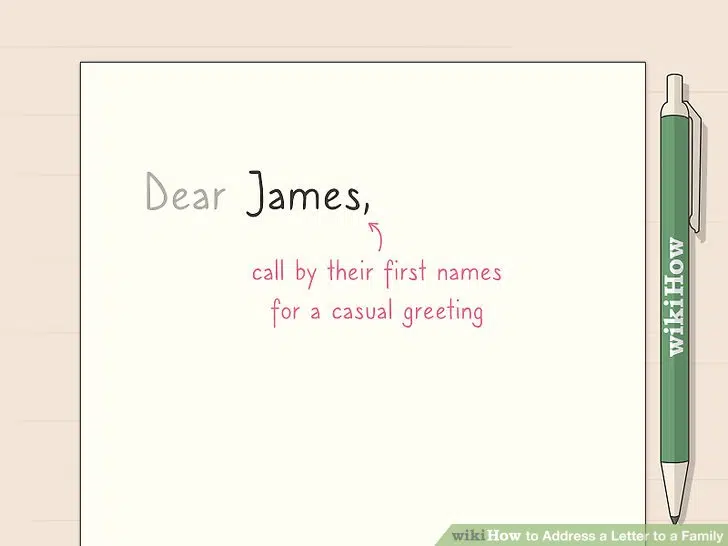 Dear James,
call by their first names
for a casual greeting
wikiHow
wikiHow to Address a Letter to a Family